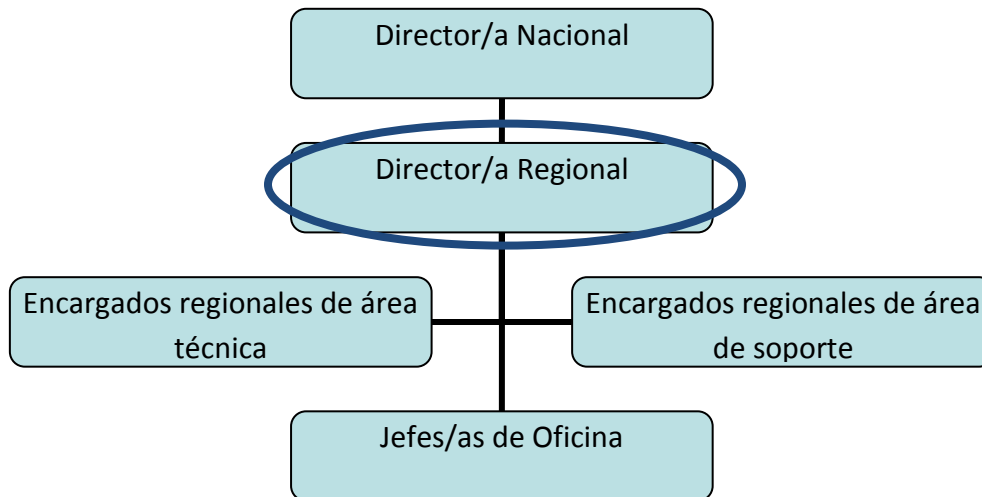 Director/a Nacional
Director/a Regional
Encargados regionales de área
técnica
Encargados regionales de área
de soporte
Jefes/as de Oficina